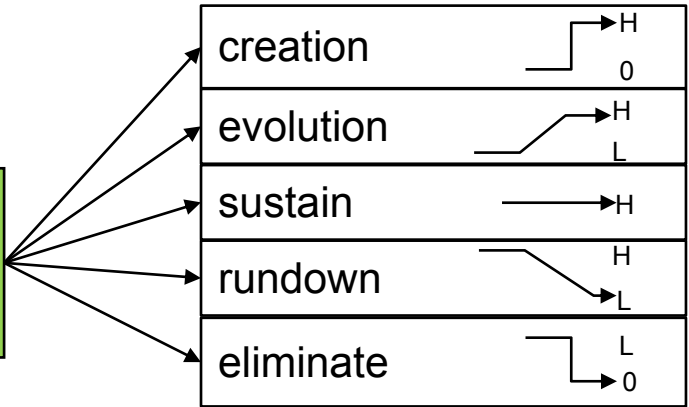 creation H
0
evolution H
L
sustain H
rundown H
L
eliminate L
0